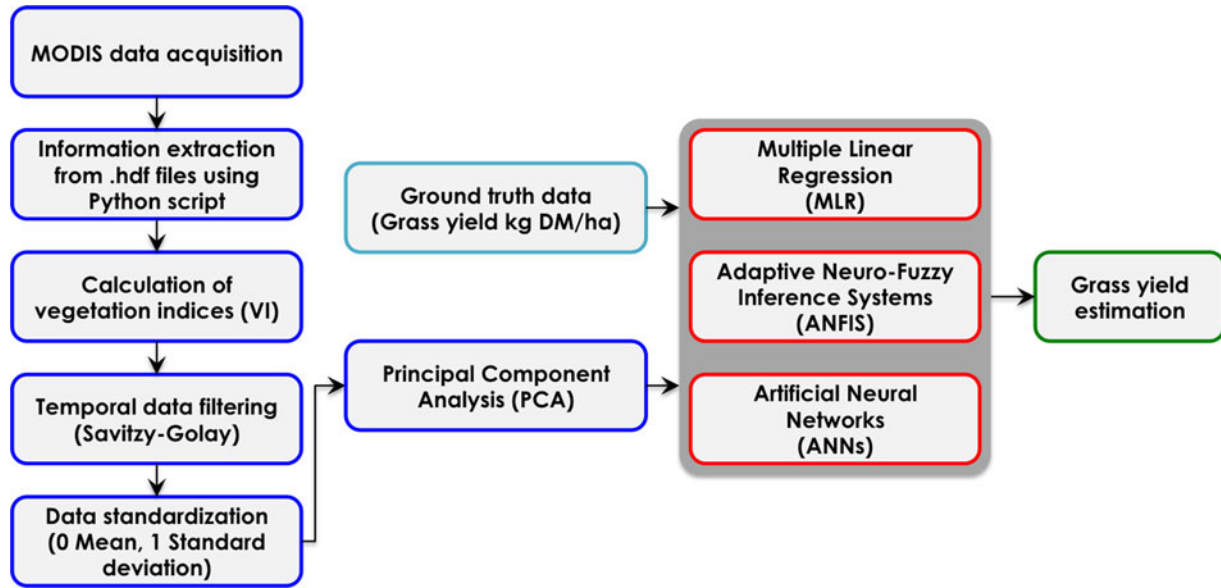 MODIS data acquisition
Information extraction
from .hdf files using
Python script
Calculation of
vegetation indices (VI)
Temporal data filtering
(Savitzy-Golay)
Data standardization
(0 Mean, 1 Standard
deviation)
Ground truth data
(Grass yield kg DM/ha)
Principal Component
Analysis (PCA)
Multiple Linear
Regression
(MLR)
Adaptive Neuro-Fuzzy
Inference Systems
(ANFIS)
Artificial Neural
Networks
(ANNs)
Grass yield
estimation